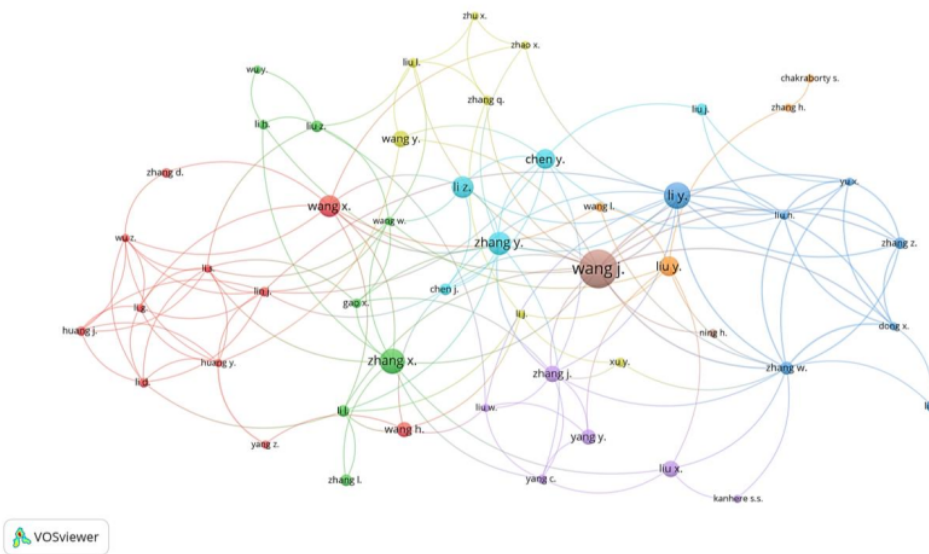 zhu x.
zhao x.
liu l.
wu y.
chakraborty s.
zhang q.
zhang h.
liu j.
li h.
liu z.
wang y.
chen y.
zhang d.
li z.
yu x.
li y.
wang x.
wang l.
liu h.
wang w.
wu z.
zhang y.
zhang z.
wang j.
liu y.
lin j.
chen j.
gao x.
li g.
li j.
huang j.
dong x.
ning h.
zhang x.
huang y.
xu y.
zhang w.
zhang j.
li d.
liu w.
li l.
wang h.
yang y.
yang z.
liu x.
zhang l.
yang c.
kanhere s.s.
VOSviewer